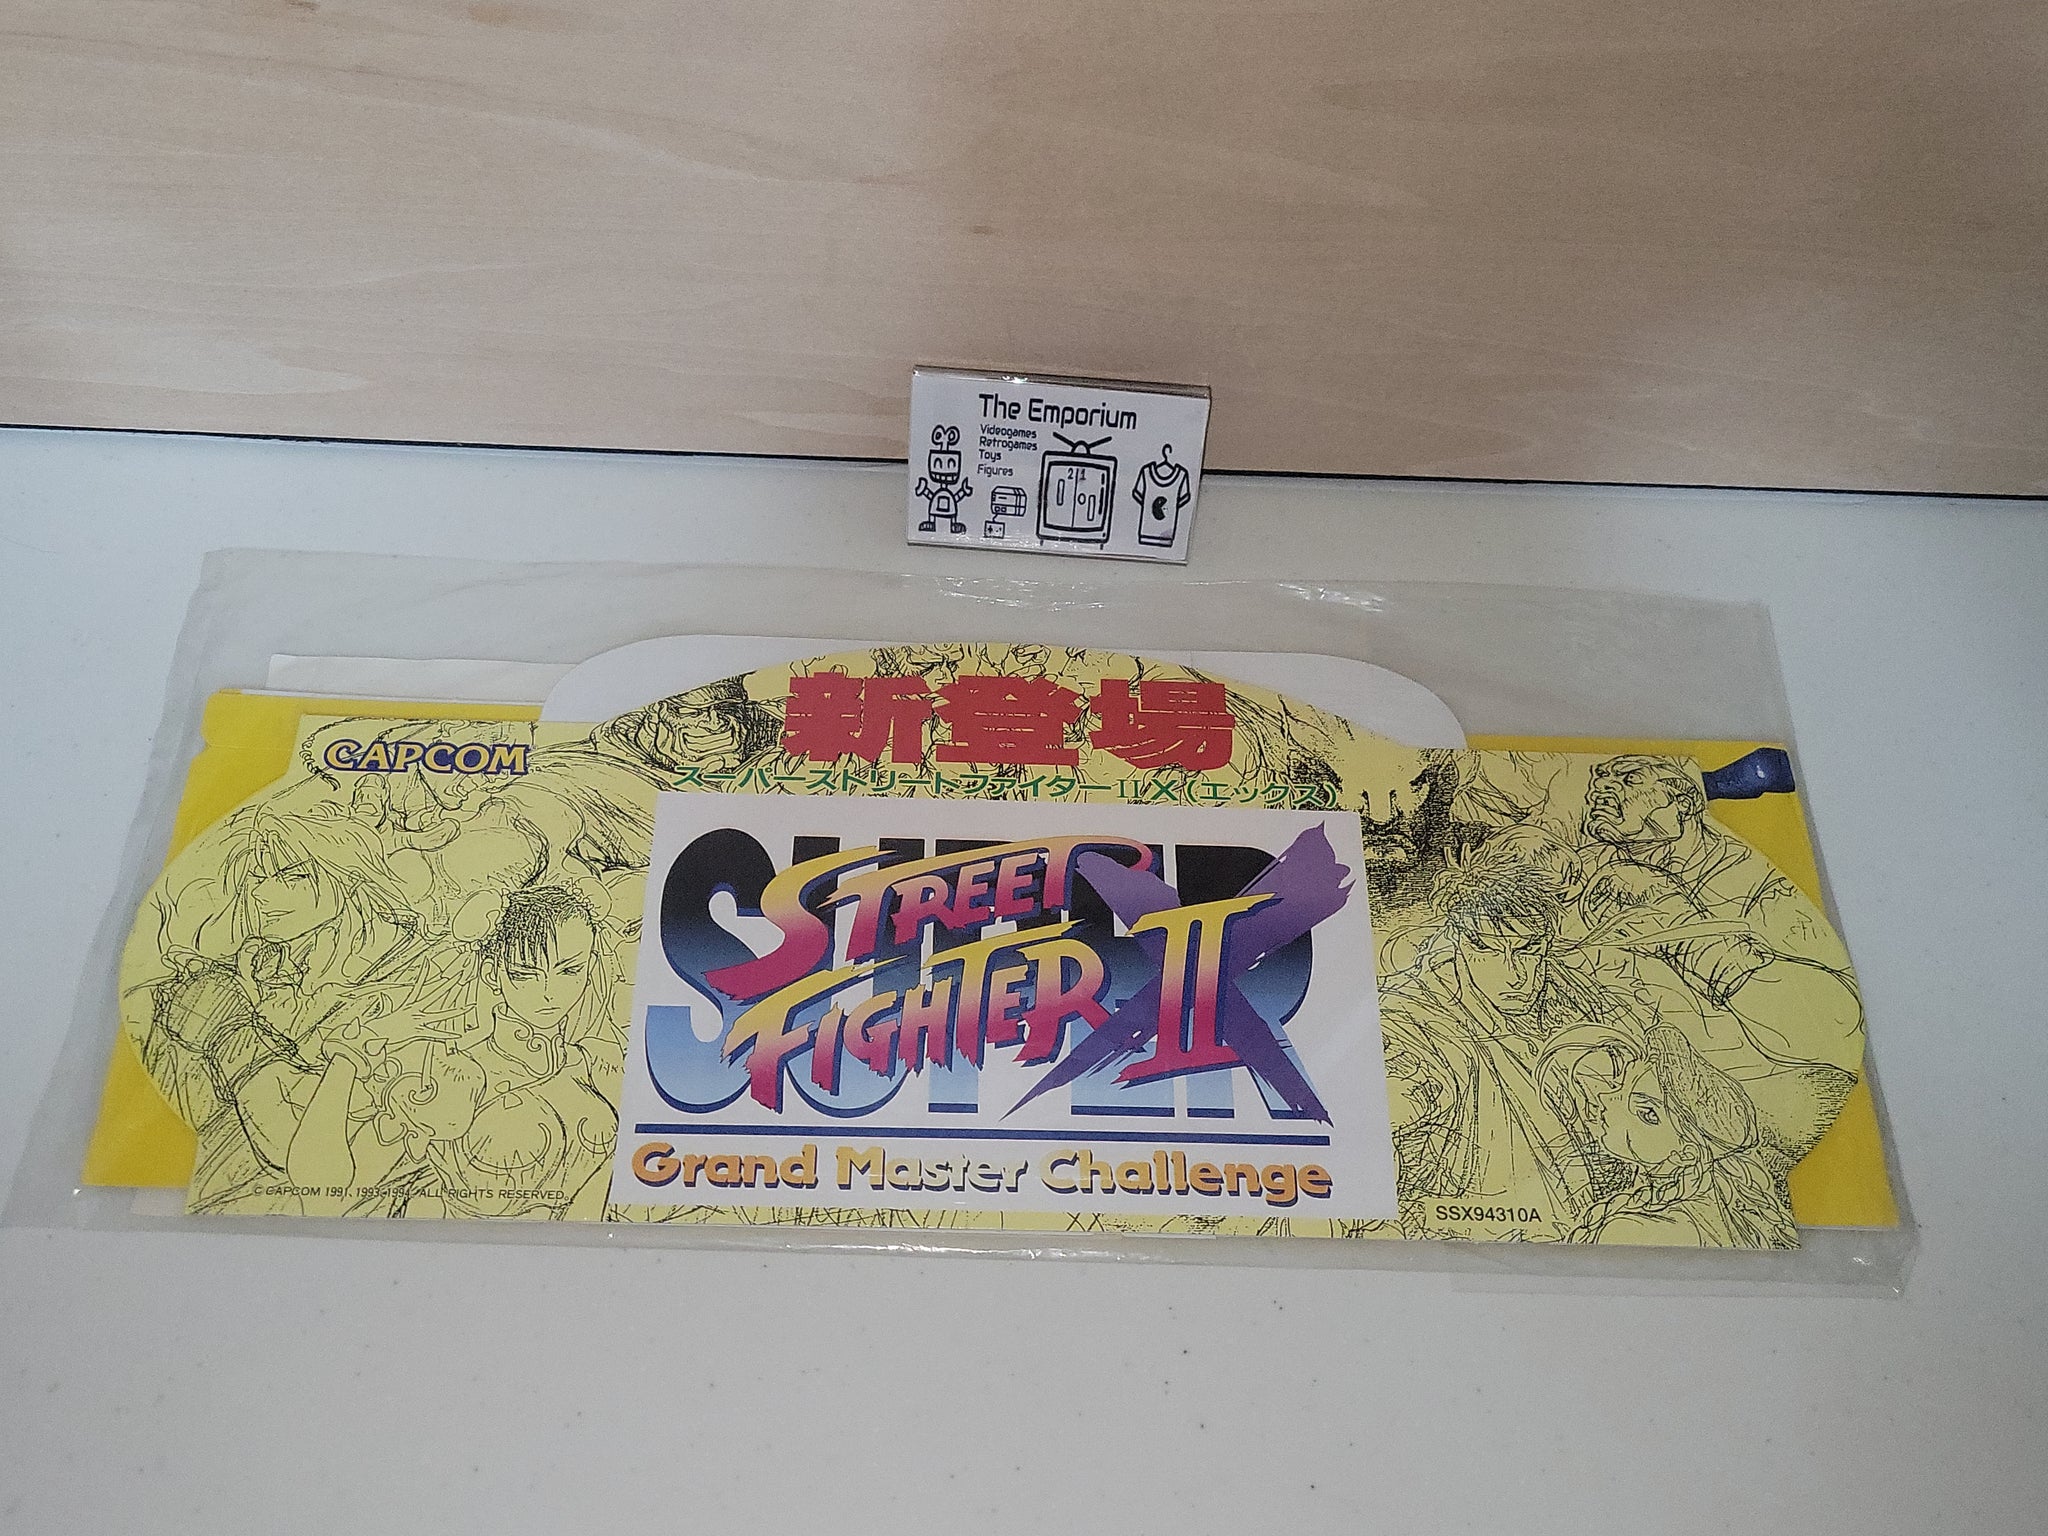 The Emporium
Videogames
Retrogames
Toys
Figures
2 1
新登場
CAPCOM
スーパーストリートファイターII X(エックス)
SUPER
STREET
FIGHTER II X
Grand Master Challenge
© CAPCOM 1991, 1993, 1994, ALL RIGHTS RESERVED.
SSX94310A